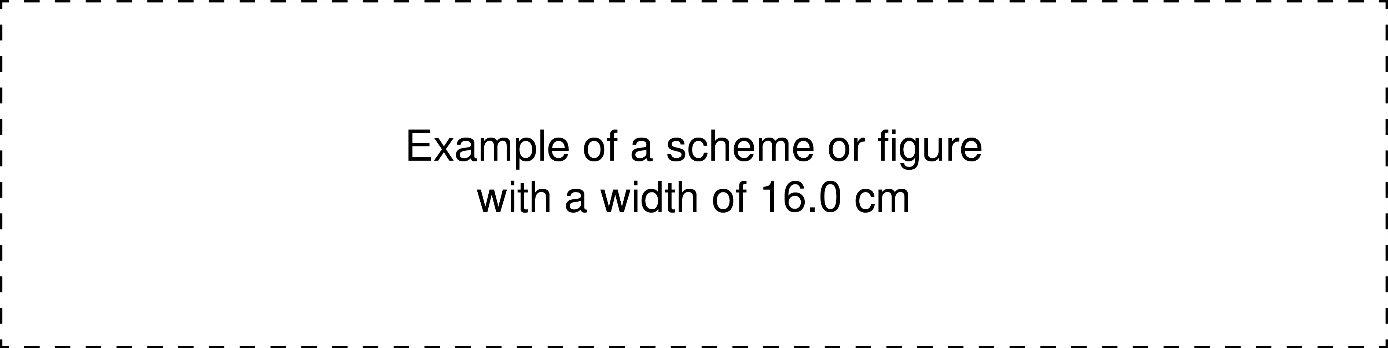 Example of a scheme or figure
with a width of 16.0 cm